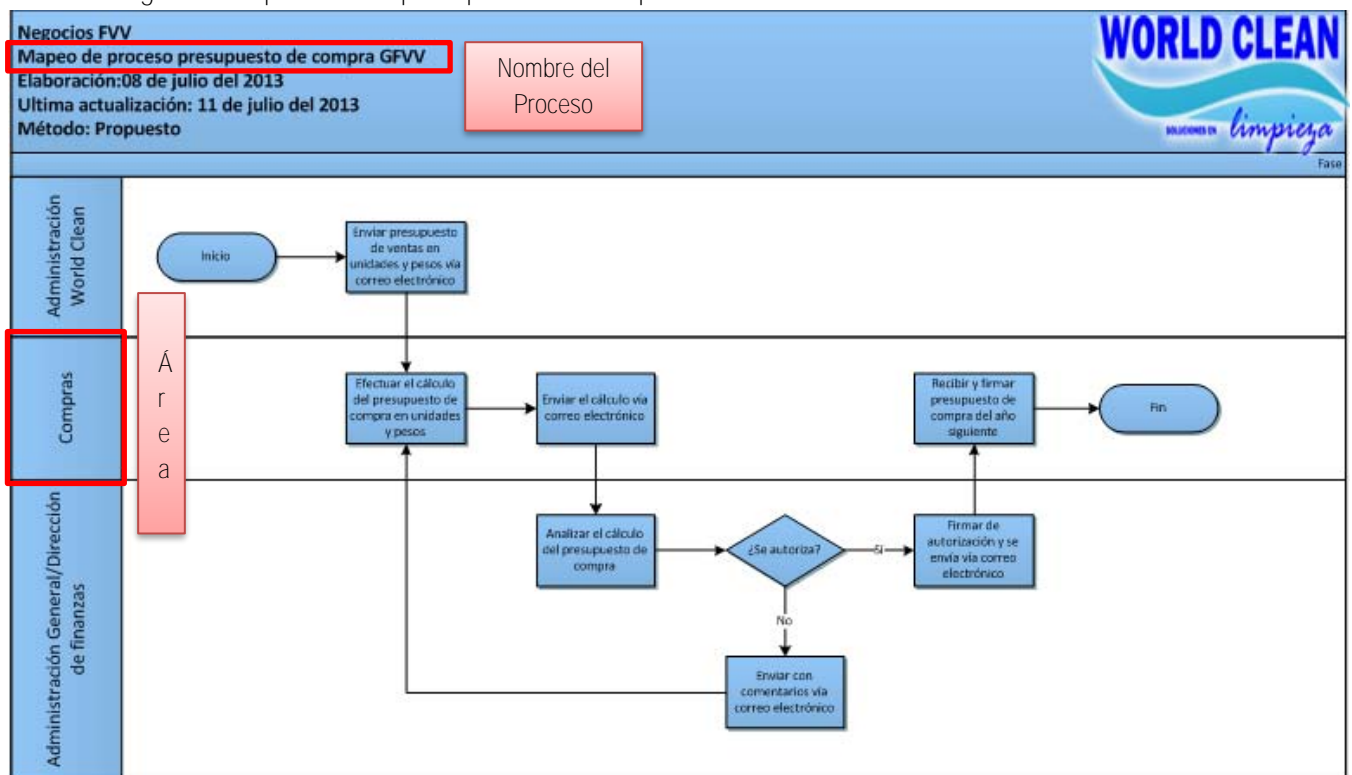 Negocios FVV
Mapeo de proceso presupuesto de compra GFVV
Elaboración:08 de julio del 2013
Ultima actualización: 11 de julio del 2013
Método: Propuesto
Nombre del
Proceso
WORLD CLEAN
SOLUCIONES EN limpieza
Fase
Administración
World Clean
Inicio
Enviar presupuesto
de ventas en
unidades y pesos vía
correo electrónico
Área
Compras
Efectuar el cálculo
del presupuesto de
compra en unidades
y pesos
Enviar el cálculo vía
correo electrónico
Recibir y firmar
presupuesto de
compra del año
siguiente
Fin
Administración General/Dirección
de finanzas
Analizar el cálculo
del presupuesto de
compra
¿Se autoriza?
Si
Firmar de
autorización y se
envía vía correo
electrónico
No
Enviar con
comentarios vía
correo electrónico